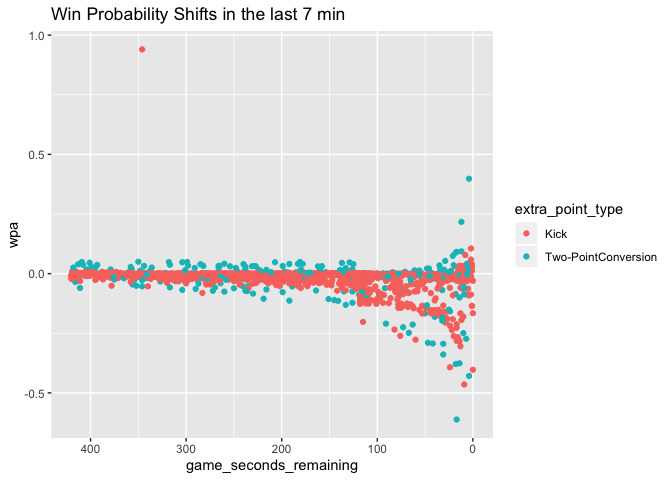 Win Probability Shifts in the last 7 min
1.0
0.5
0.0
-0.5
wpa
400
300
200
100
0
game_seconds_remaining
extra_point_type
Kick
Two-PointConversion